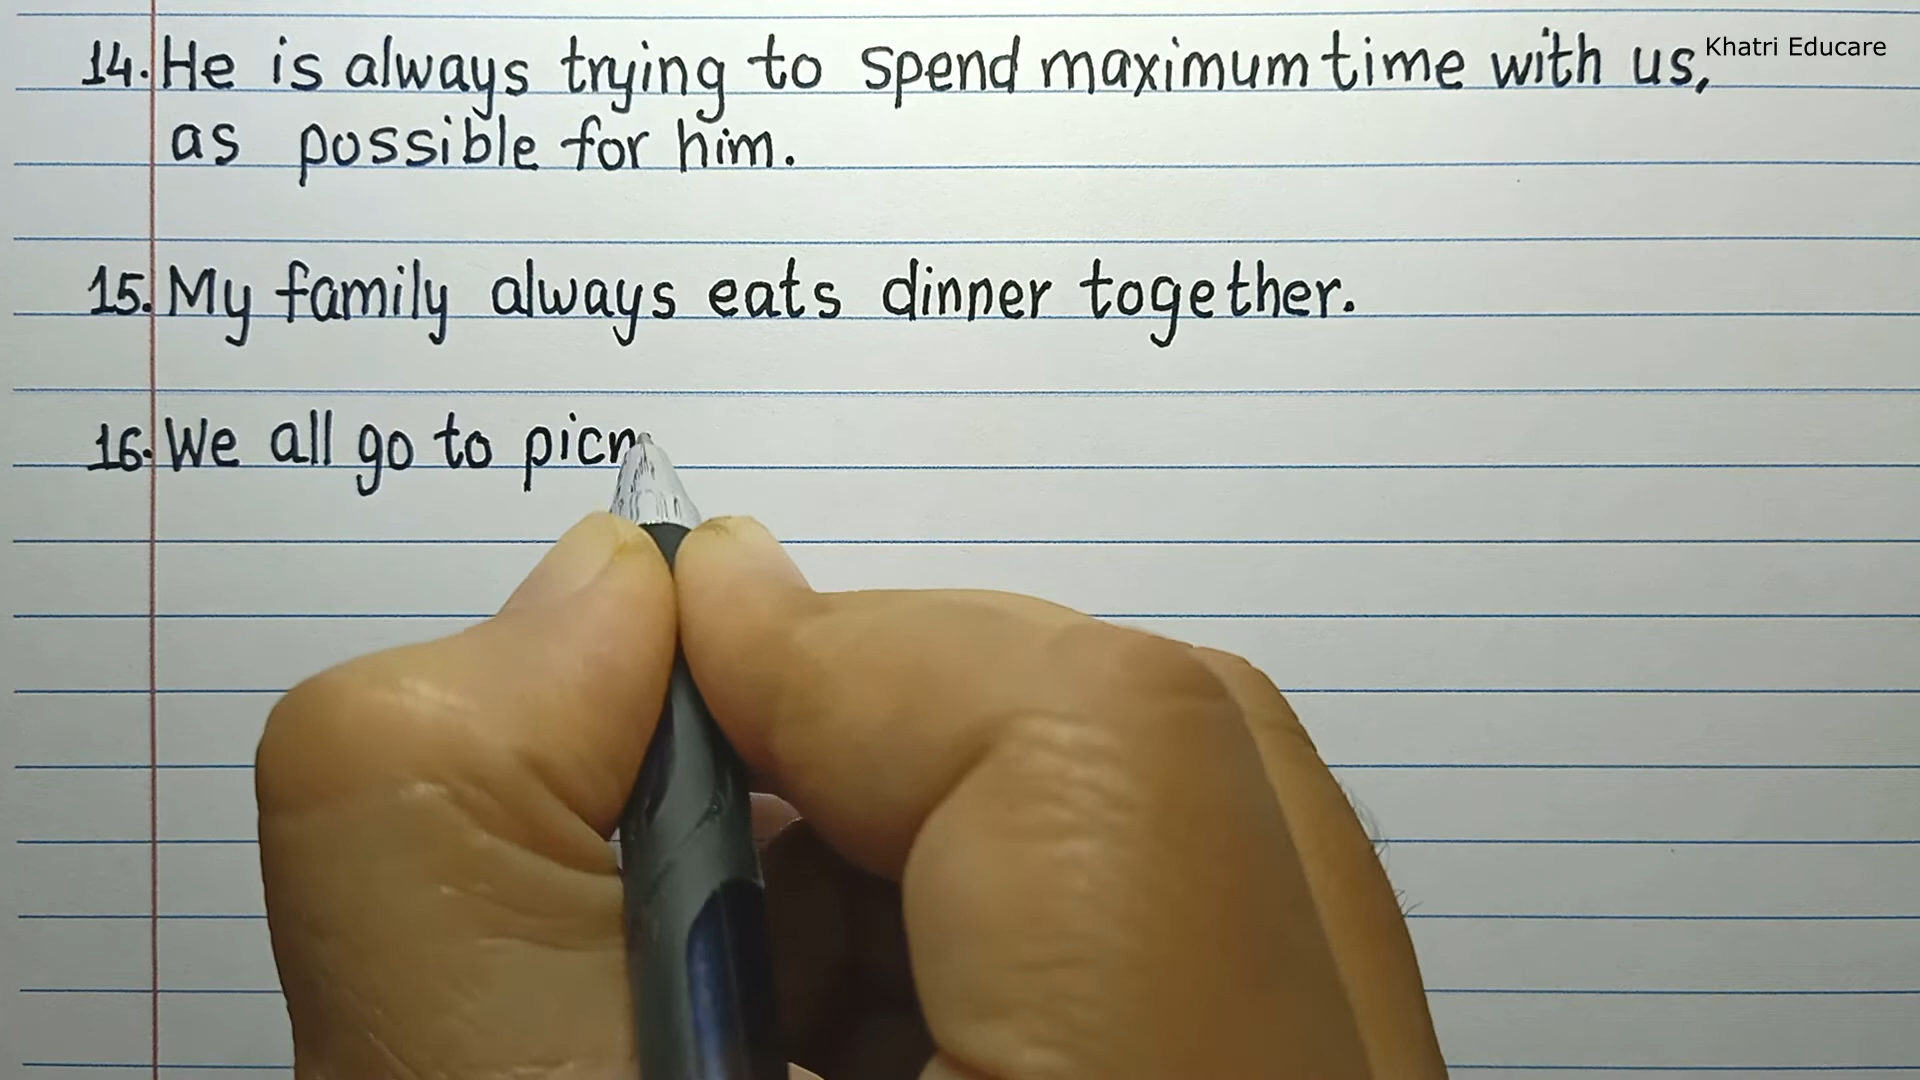 14. He is always trying to spend maximum time with us,
Khatri Educare
as possible for him.
15. My family always eats dinner together.
16. We all go to picn